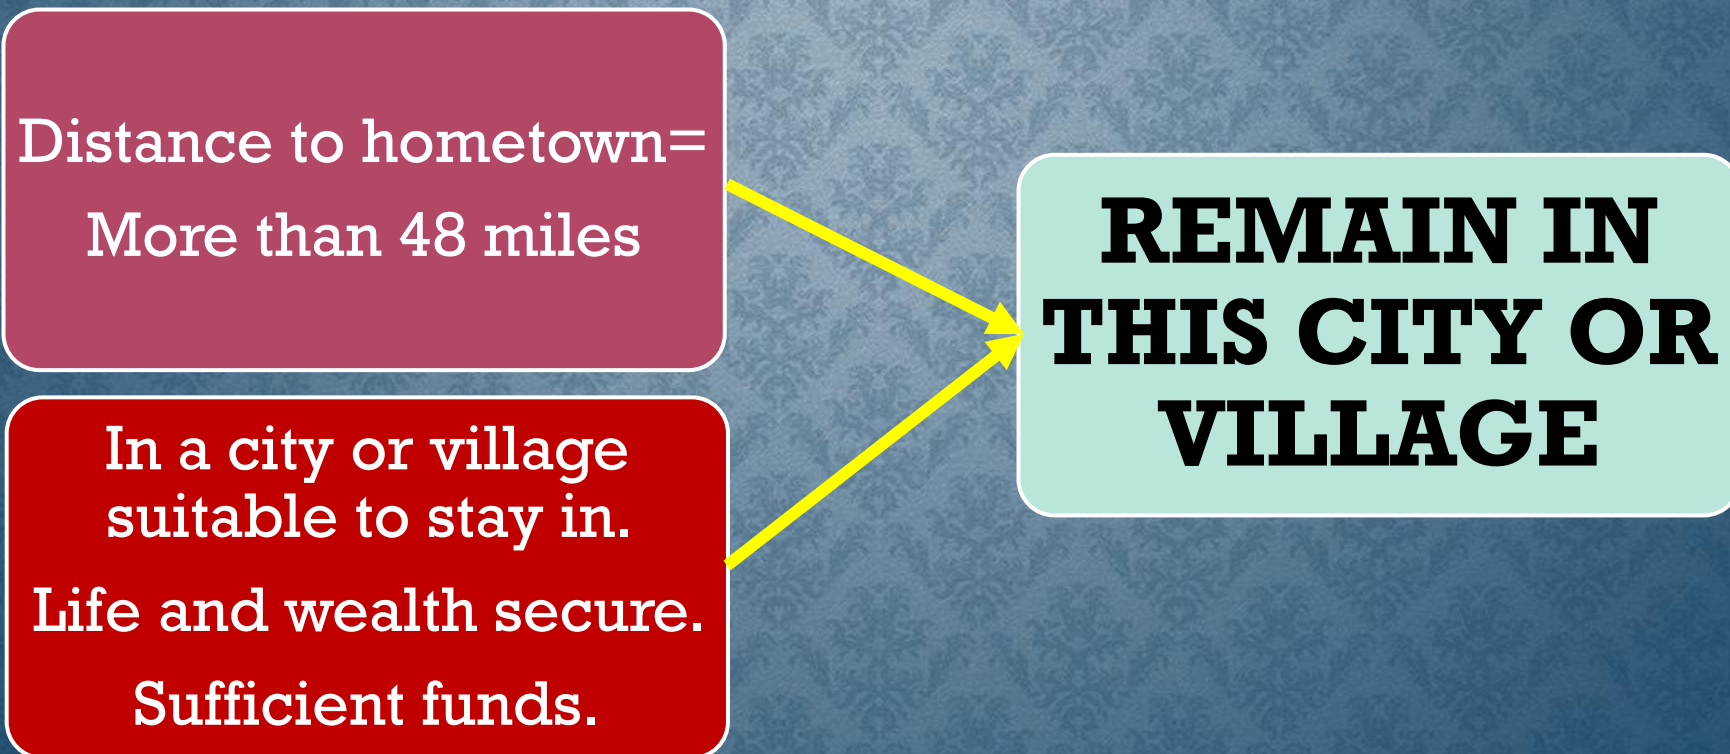 Distance to hometown=
More than 48 miles
In a city or village
suitable to stay in.
Life and wealth secure.
Sufficient funds.
REMAIN IN
THIS CITY OR
VILLAGE